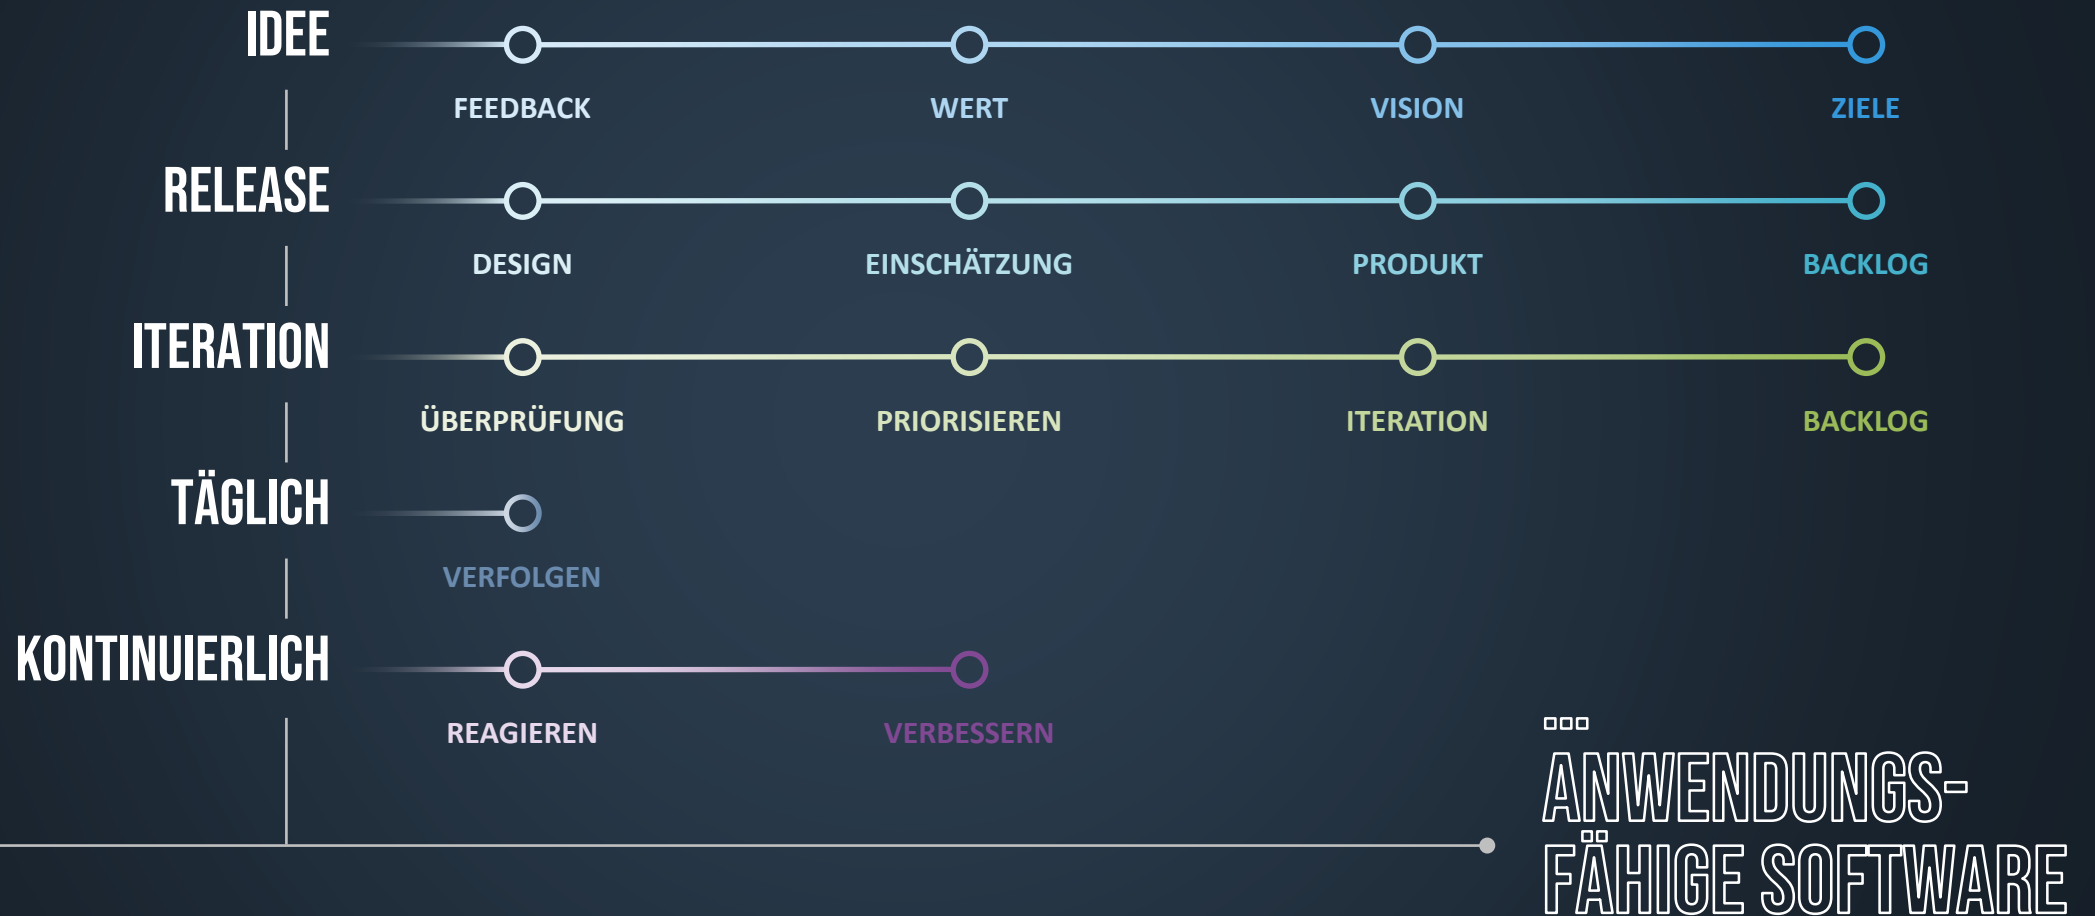 IDEE
FEEDBACK WERT VISION ZIELE
RELEASE
DESIGN EINSCHÄTZUNG PRODUKT BACKLOG
ITERATION
ÜBERPRÜFUNG PRIORISIEREN ITERATION BACKLOG
TÄGLICH
VERFOLGEN
KONTINUIERLICH
REAGIEREN VERBESSERN
ANWENDUNGS-
FÄHIGE SOFTWARE